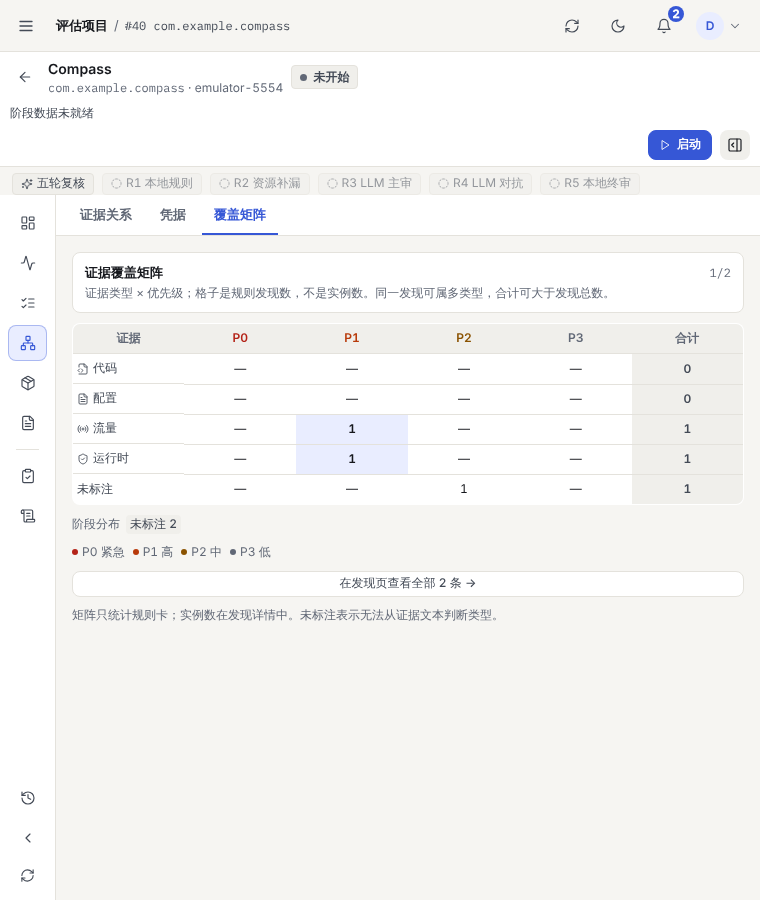 评估项目 / #40 com.example.compass
2
D
Compass
com.example.compass · emulator-5554
未开始
阶段数据未就绪
启动
五轮复核 R1 本地规则 R2 资源补漏 R3 LLM 主审 R4 LLM 对抗 R5 本地终审
证据关系 凭据 覆盖矩阵
证据覆盖矩阵 1/2
证据类型 × 优先级；格子是规则发现数，不是实例数。同一发现可属多类型，合计可大于发现总数。
证据 P0 P1 P2 P3 合计
代码 — — — — 0
配置 — — — — 0
流量 — 1 — — 1
运行时 — 1 — — 1
未标注 — — 1 — 1
阶段分布 未标注 2
P0 紧急 P1 高 P2 中 P3 低
在发现页查看全部 2 条 →
矩阵只统计规则卡；实例数在发现详情中。未标注表示无法从证据文本判断类型。